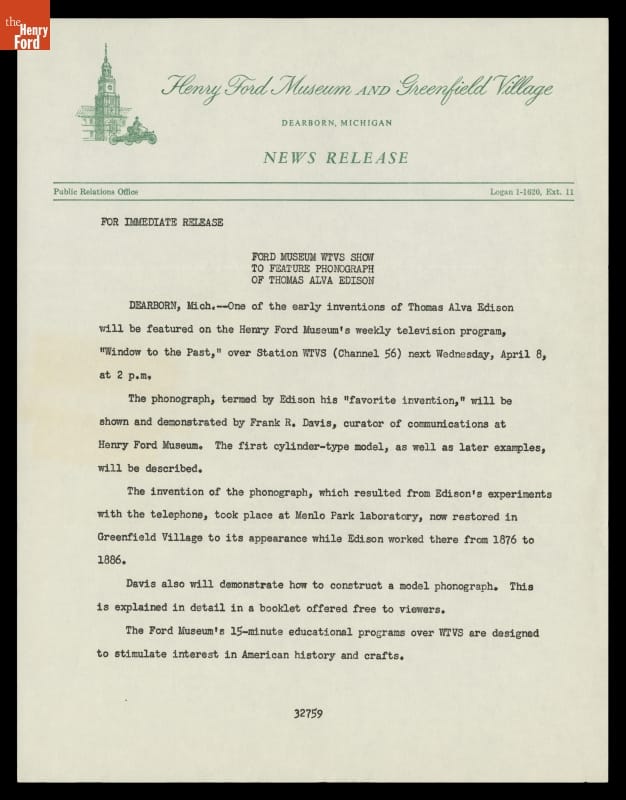 the
Henry
Ford
Henry Ford Museum AND Greenfield Village
DEARBORN, MICHIGAN
NEWS RELEASE
Public Relations Office Logan 1-1620, Ext. 11
FOR IMMEDIATE RELEASE
FORD MUSEUM WTVS SHOW
TO FEATURE PHONOGRAPH
OF THOMAS ALVA EDISON
DEARBORN, Mich.--One of the early inventions of Thomas Alva Edison
will be featured on the Henry Ford Museum's weekly television program,
"Window to the Past," over Station WTVS (Channel 56) next Wednesday, April 8,
at 2 p.m.
The phonograph, termed by Edison his "favorite invention," will be
shown and demonstrated by Frank R. Davis, curator of communications at
Henry Ford Museum. The first cylinder-type model, as well as later examples,
will be described.
The invention of the phonograph, which resulted from Edison's experiments
with the telephone, took place at Menlo Park laboratory, now restored in
Greenfield Village to its appearance while Edison worked there from 1876 to
1886.
Davis also will demonstrate how to construct a model phonograph. This
is explained in detail in a booklet offered free to viewers.
The Ford Museum's 15-minute educational programs over WTVS are designed
to stimulate interest in American history and crafts.
32759